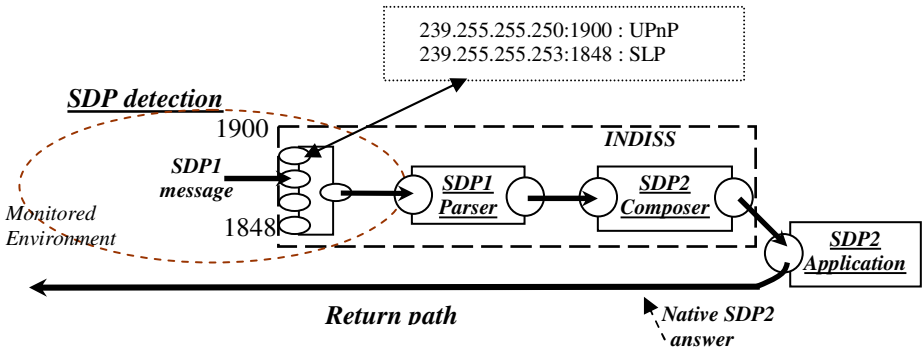 239.255.255.250:1900 : UPnP
239.255.255.253:1848 : SLP
SDP detection
1900
INDISS
SDP1
message
SDP1
Parser
SDP2
Composer
Monitored
Environment
1848
SDP2
Application
Return path
Native SDP2
answer